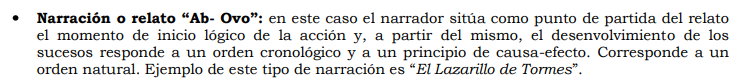 • Narración o relato “Ab- Ovo”: en este caso el narrador sitúa como punto de partida del relato
el momento de inicio lógico de la acción y, a partir del mismo, el desenvolvimiento de los
sucesos responde a un orden cronológico y a un principio de causa-efecto. Corresponde a un
orden natural. Ejemplo de este tipo de narración es “El Lazarillo de Tormes”.